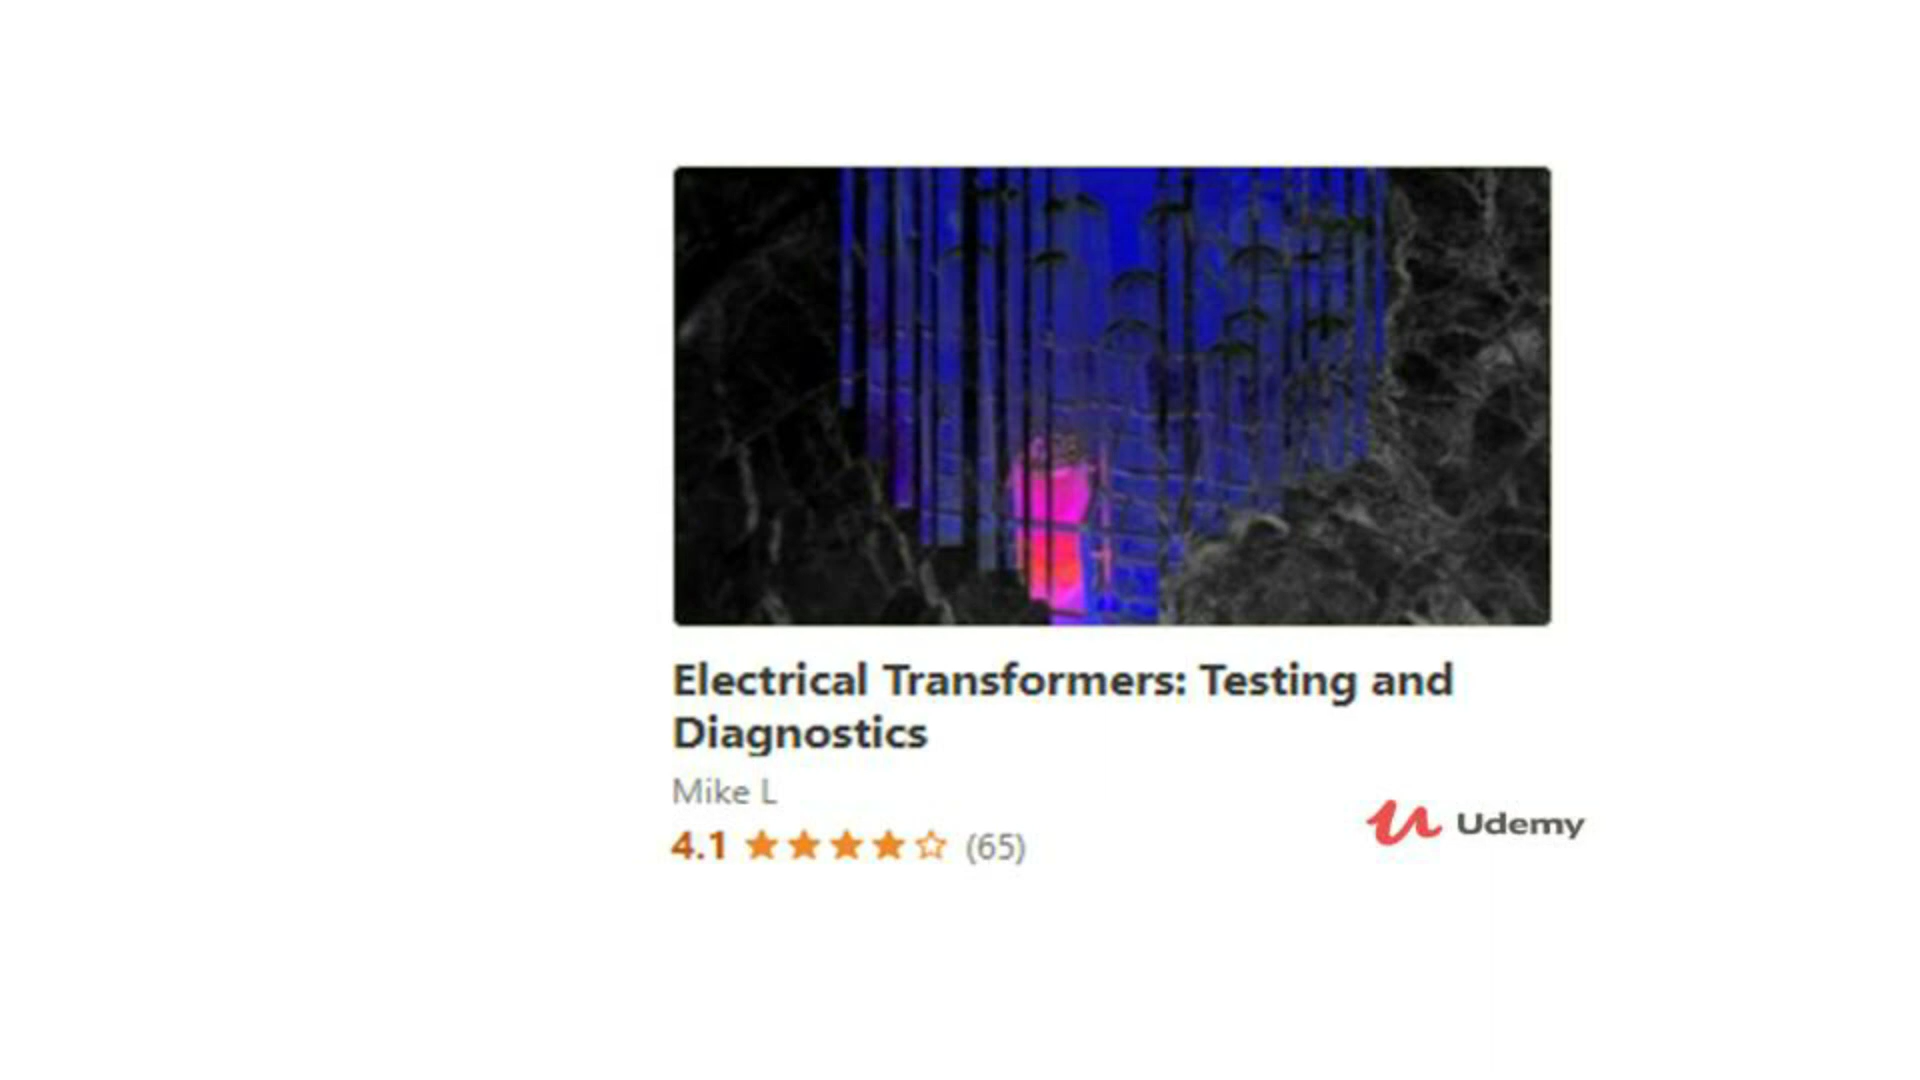 Electrical Transformers: Testing and
Diagnostics
Mike L
4.1 (65)
Udemy